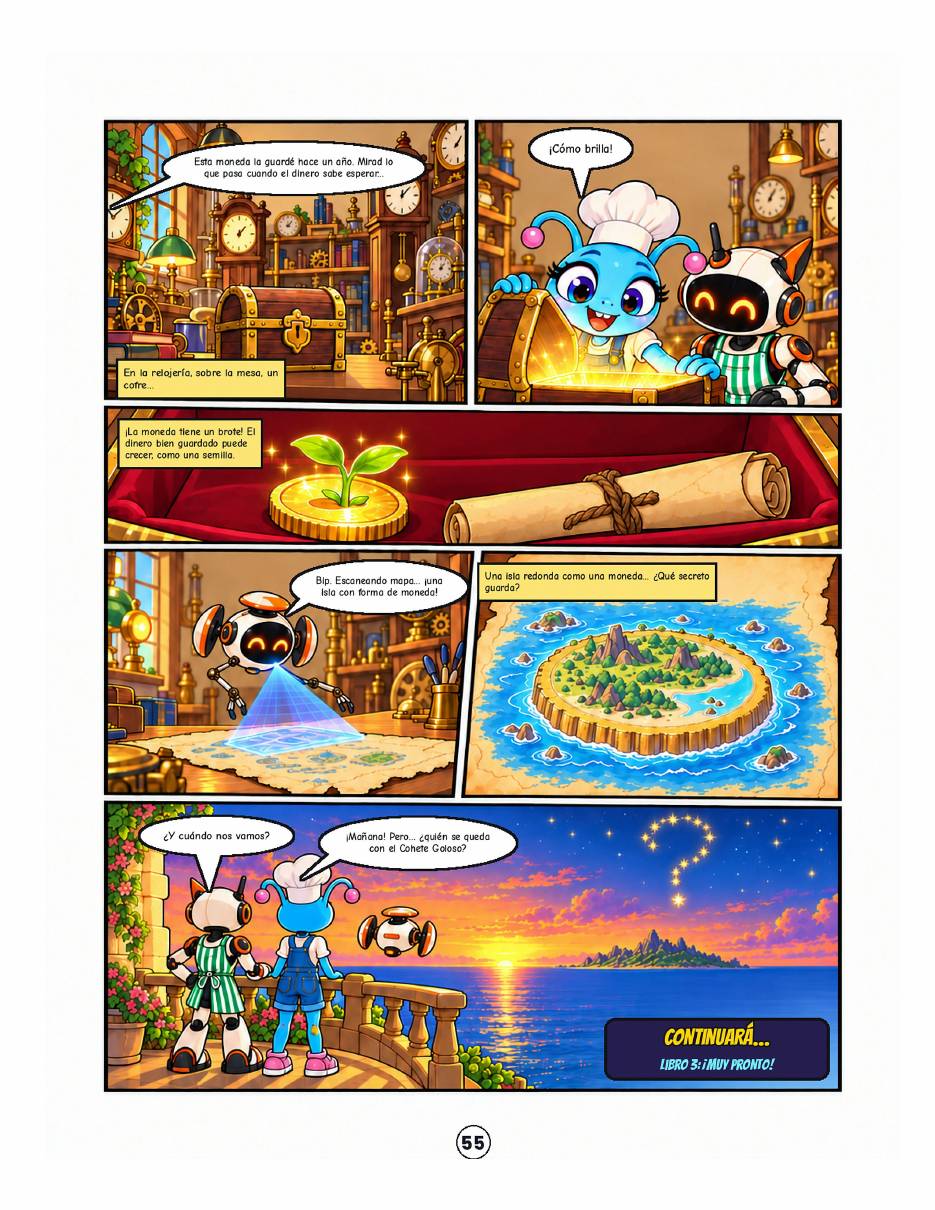 Esta moneda la guardé hace un año. Mirad lo
que pasa cuando el dinero sabe esperar...
En la relojería, sobre la mesa, un
cofre...
¡Cómo brilla!
¡La moneda tiene un brote! El
dinero bien guardado puede
crecer, como una semilla.
Bip. Escaneando mapa... ¡una
isla con forma de moneda!
Una isla redonda como una moneda... ¿Qué secreto
guarda?
¿Y cuándo nos vamos?
¡Mañana! Pero... ¿quién se queda
con el Cohete Goloso?
CONTINUARÁ...
LIBRO 3: ¡MUY PRONTO!
55